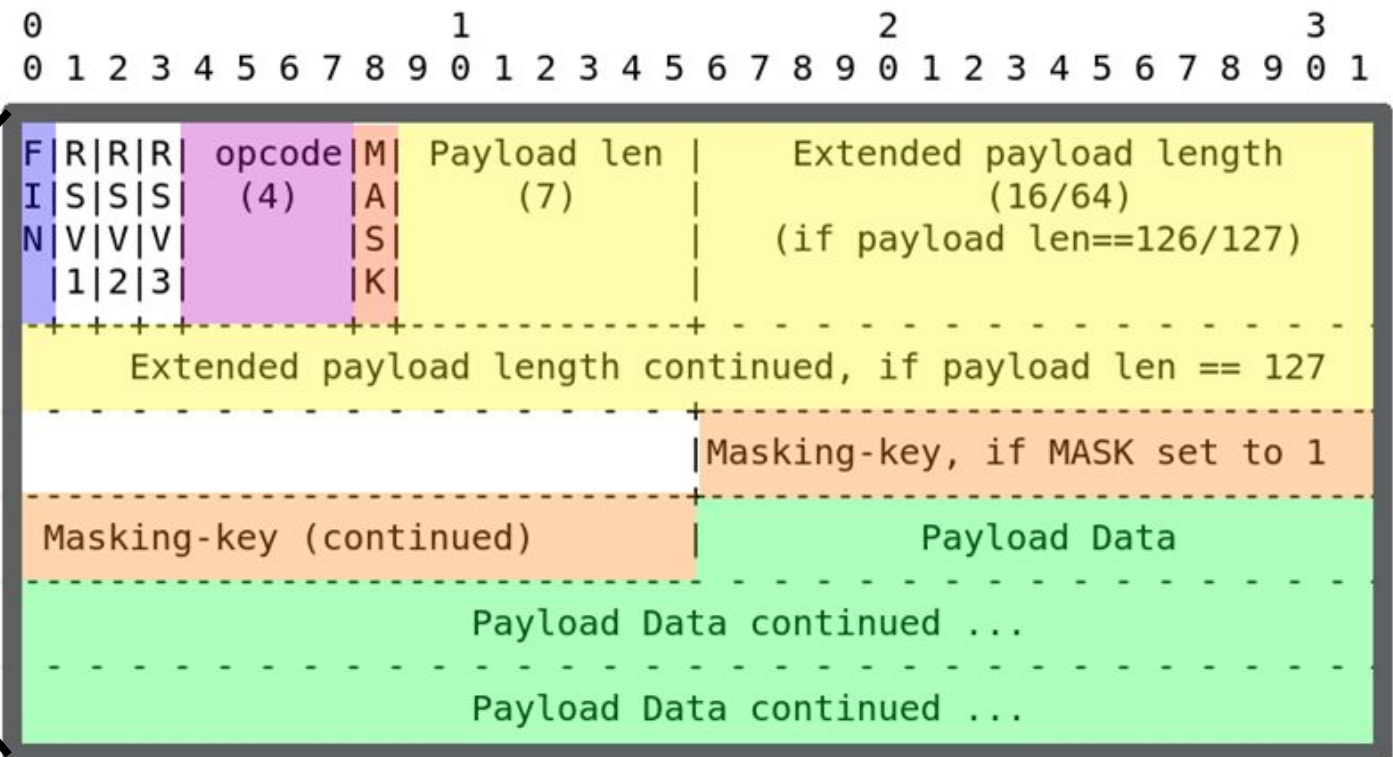 0 1 2 3
0 1 2 3 4 5 6 7 8 9 0 1 2 3 4 5 6 7 8 9 0 1 2 3 4 5 6 7 8 9 0 1
F|R|R|R| opcode|M| Payload len | Extended payload length
I|S|S|S| (4) |A| (7) | (16/64)
N|V|V|V| |S| | (if payload len==126/127)
|1|2|3| |K| |
Extended payload length continued, if payload len == 127
|Masking-key, if MASK set to 1
Masking-key (continued) | Payload Data
Payload Data continued ...
Payload Data continued ...